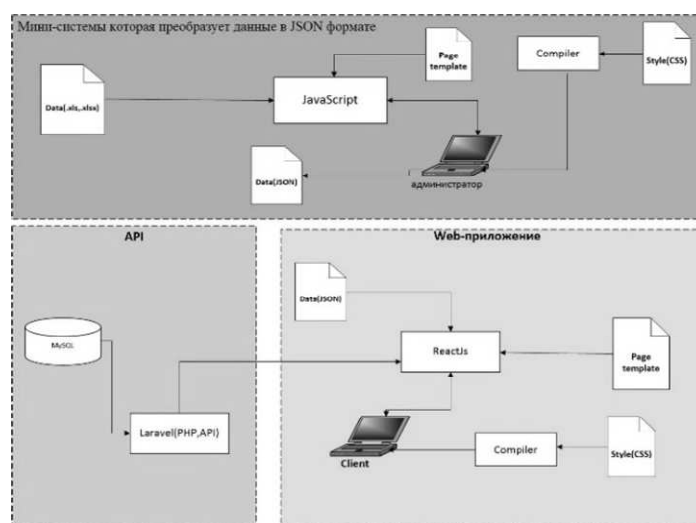 Мини-системы которая преобразует данные в JSON формате
Page
template
Compiler
Style(CSS)
Data(.xls,.xlsx)
JavaScript
Data(JSON)
администратор
API
Web-приложение
Data(JSON)
MySQL
ReactJs
Page
template
Laravel(PHP,API)
Client
Compiler
Style(CSS)